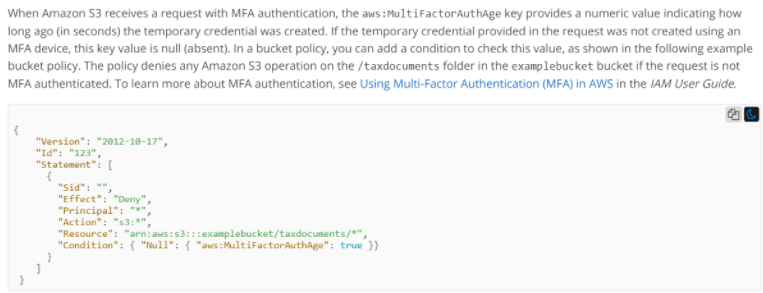 When Amazon S3 receives a request with MFA authentication, the aws:MultiFactorAuthAge key provides a numeric value indicating how
long ago (in seconds) the temporary credential was created. If the temporary credential provided in the request was not created using an
MFA device, this key value is null (absent). In a bucket policy, you can add a condition to check this value, as shown in the following example
bucket policy. The policy denies any Amazon S3 operation on the /taxdocuments folder in the examplebucket bucket if the request is not
MFA authenticated. To learn more about MFA authentication, see Using Multi-Factor Authentication (MFA) in AWS in the IAM User Guide.
{
    "Version": "2012-10-17",
    "Id": "123",
    "Statement": [
      {
        "Sid": "",
        "Effect": "Deny",
        "Principal": "*",
        "Action": "s3:*",
        "Resource": "arn:aws:s3:::examplebucket/taxdocuments/*",
        "Condition": { "Null": { "aws:MultiFactorAuthAge": true }}
      }
    ]
 }